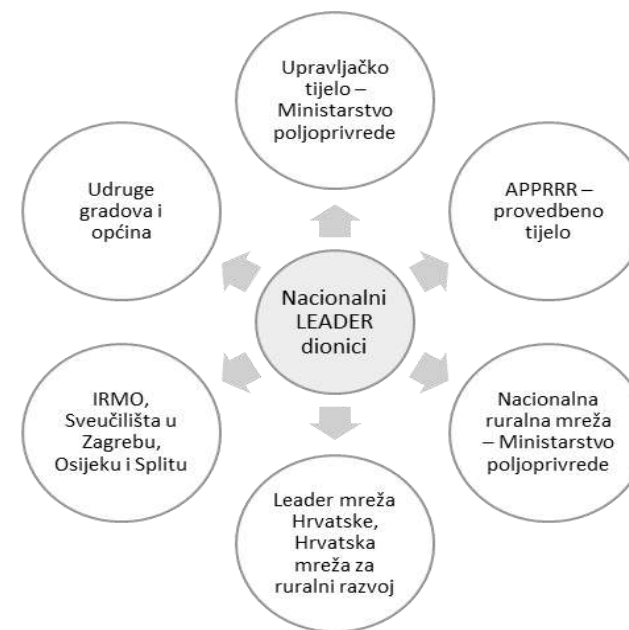 Upravljačko
tijelo –
Ministarstvo
poljoprivrede
APPRRR –
provedbeno
tijelo
Nacionalna
ruralna mreža
– Ministarstvo
poljoprivrede
Leader mreža
Hrvatske,
Hrvatska
mreža za
ruralni razvoj
IRMO,
Sveučilišta u
Zagrebu,
Osijeku i Splitu
Udruge
gradova i
općina
Nacionalni
LEADER
dionici